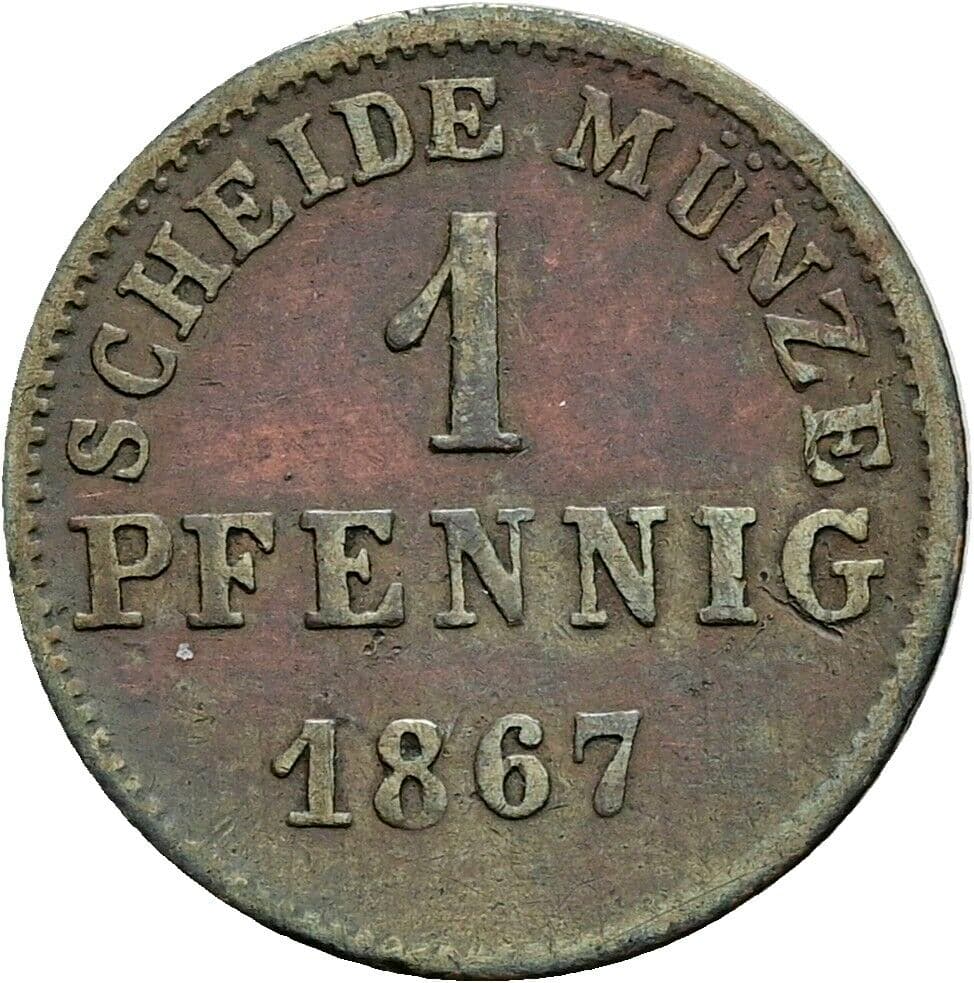 SCHEIDE MÜNZE
1
PFENNIG
1867